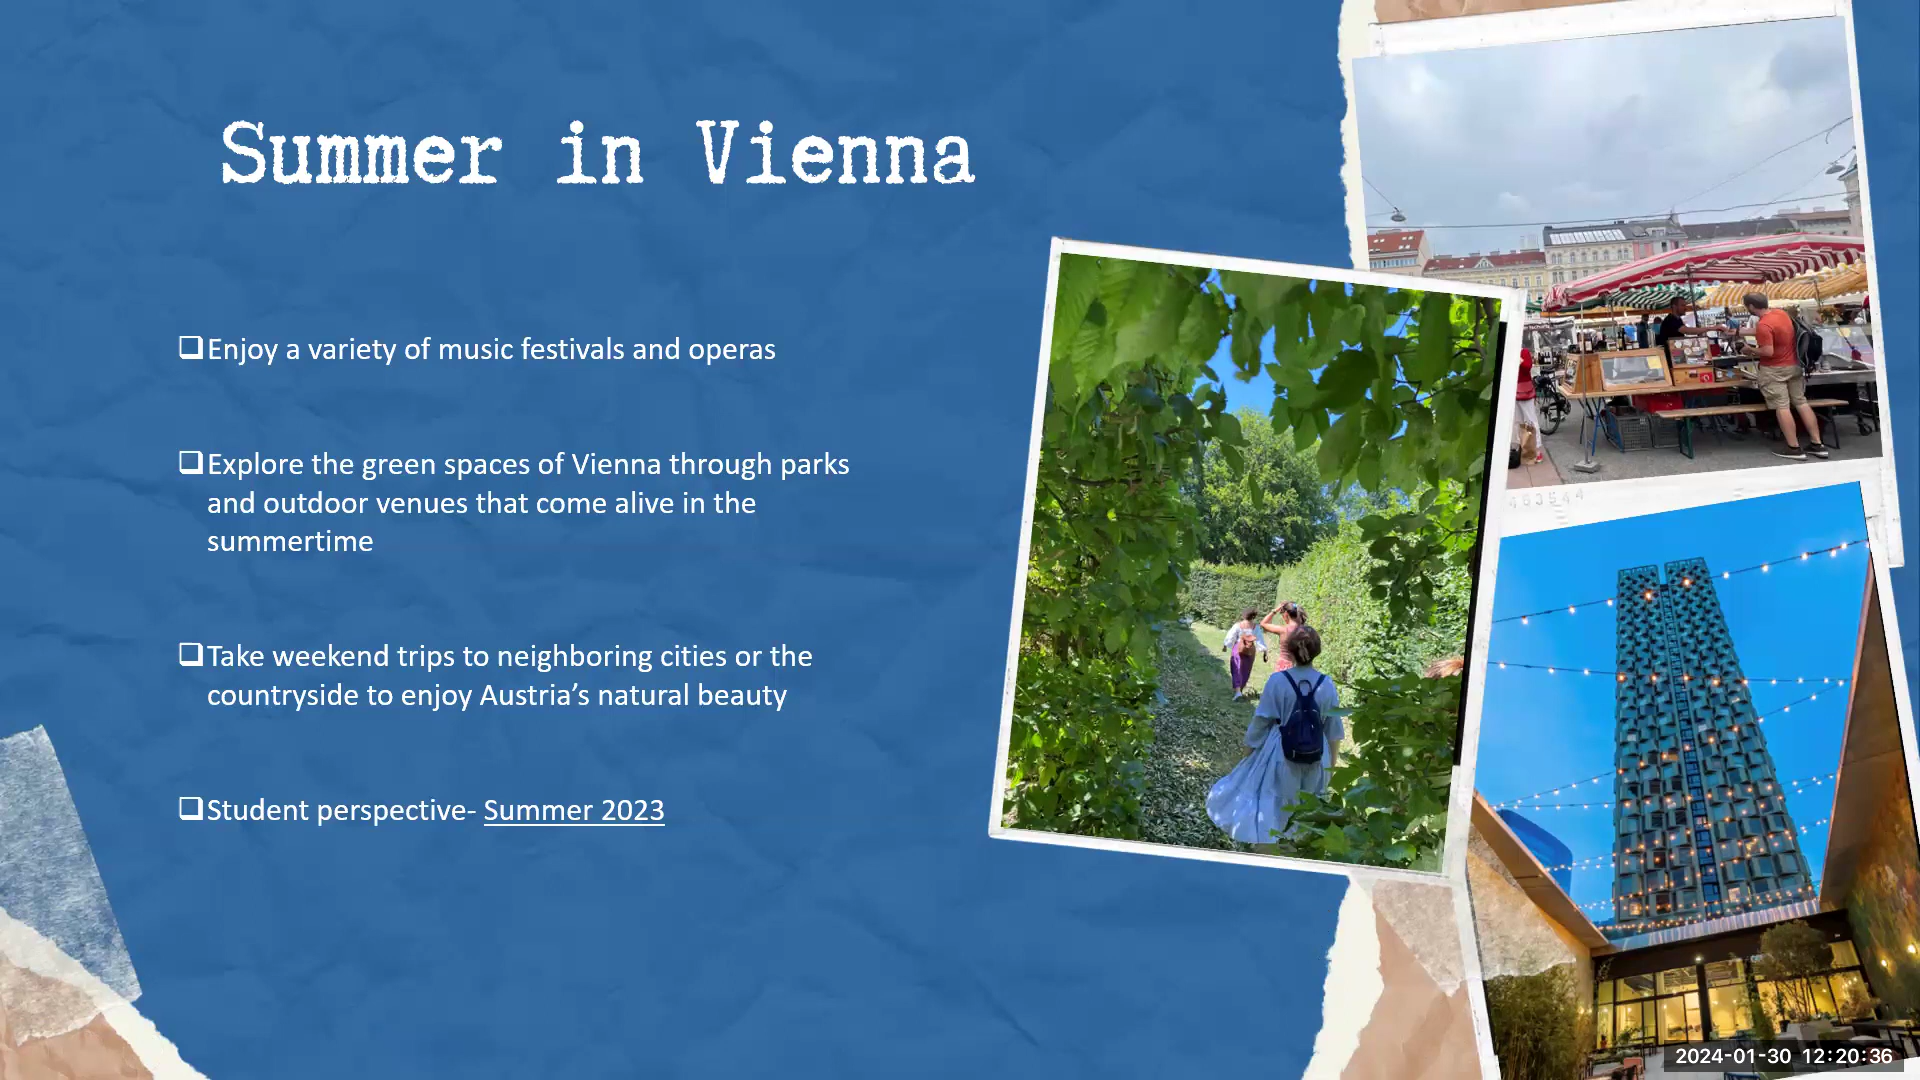 Summer in Vienna
❑Enjoy a variety of music festivals and operas
❑Explore the green spaces of Vienna through parks
and outdoor venues that come alive in the
summertime
❑Take weekend trips to neighboring cities or the
countryside to enjoy Austria’s natural beauty
❑Student perspective- Summer 2023
463544
2024-01-30 12:20:36